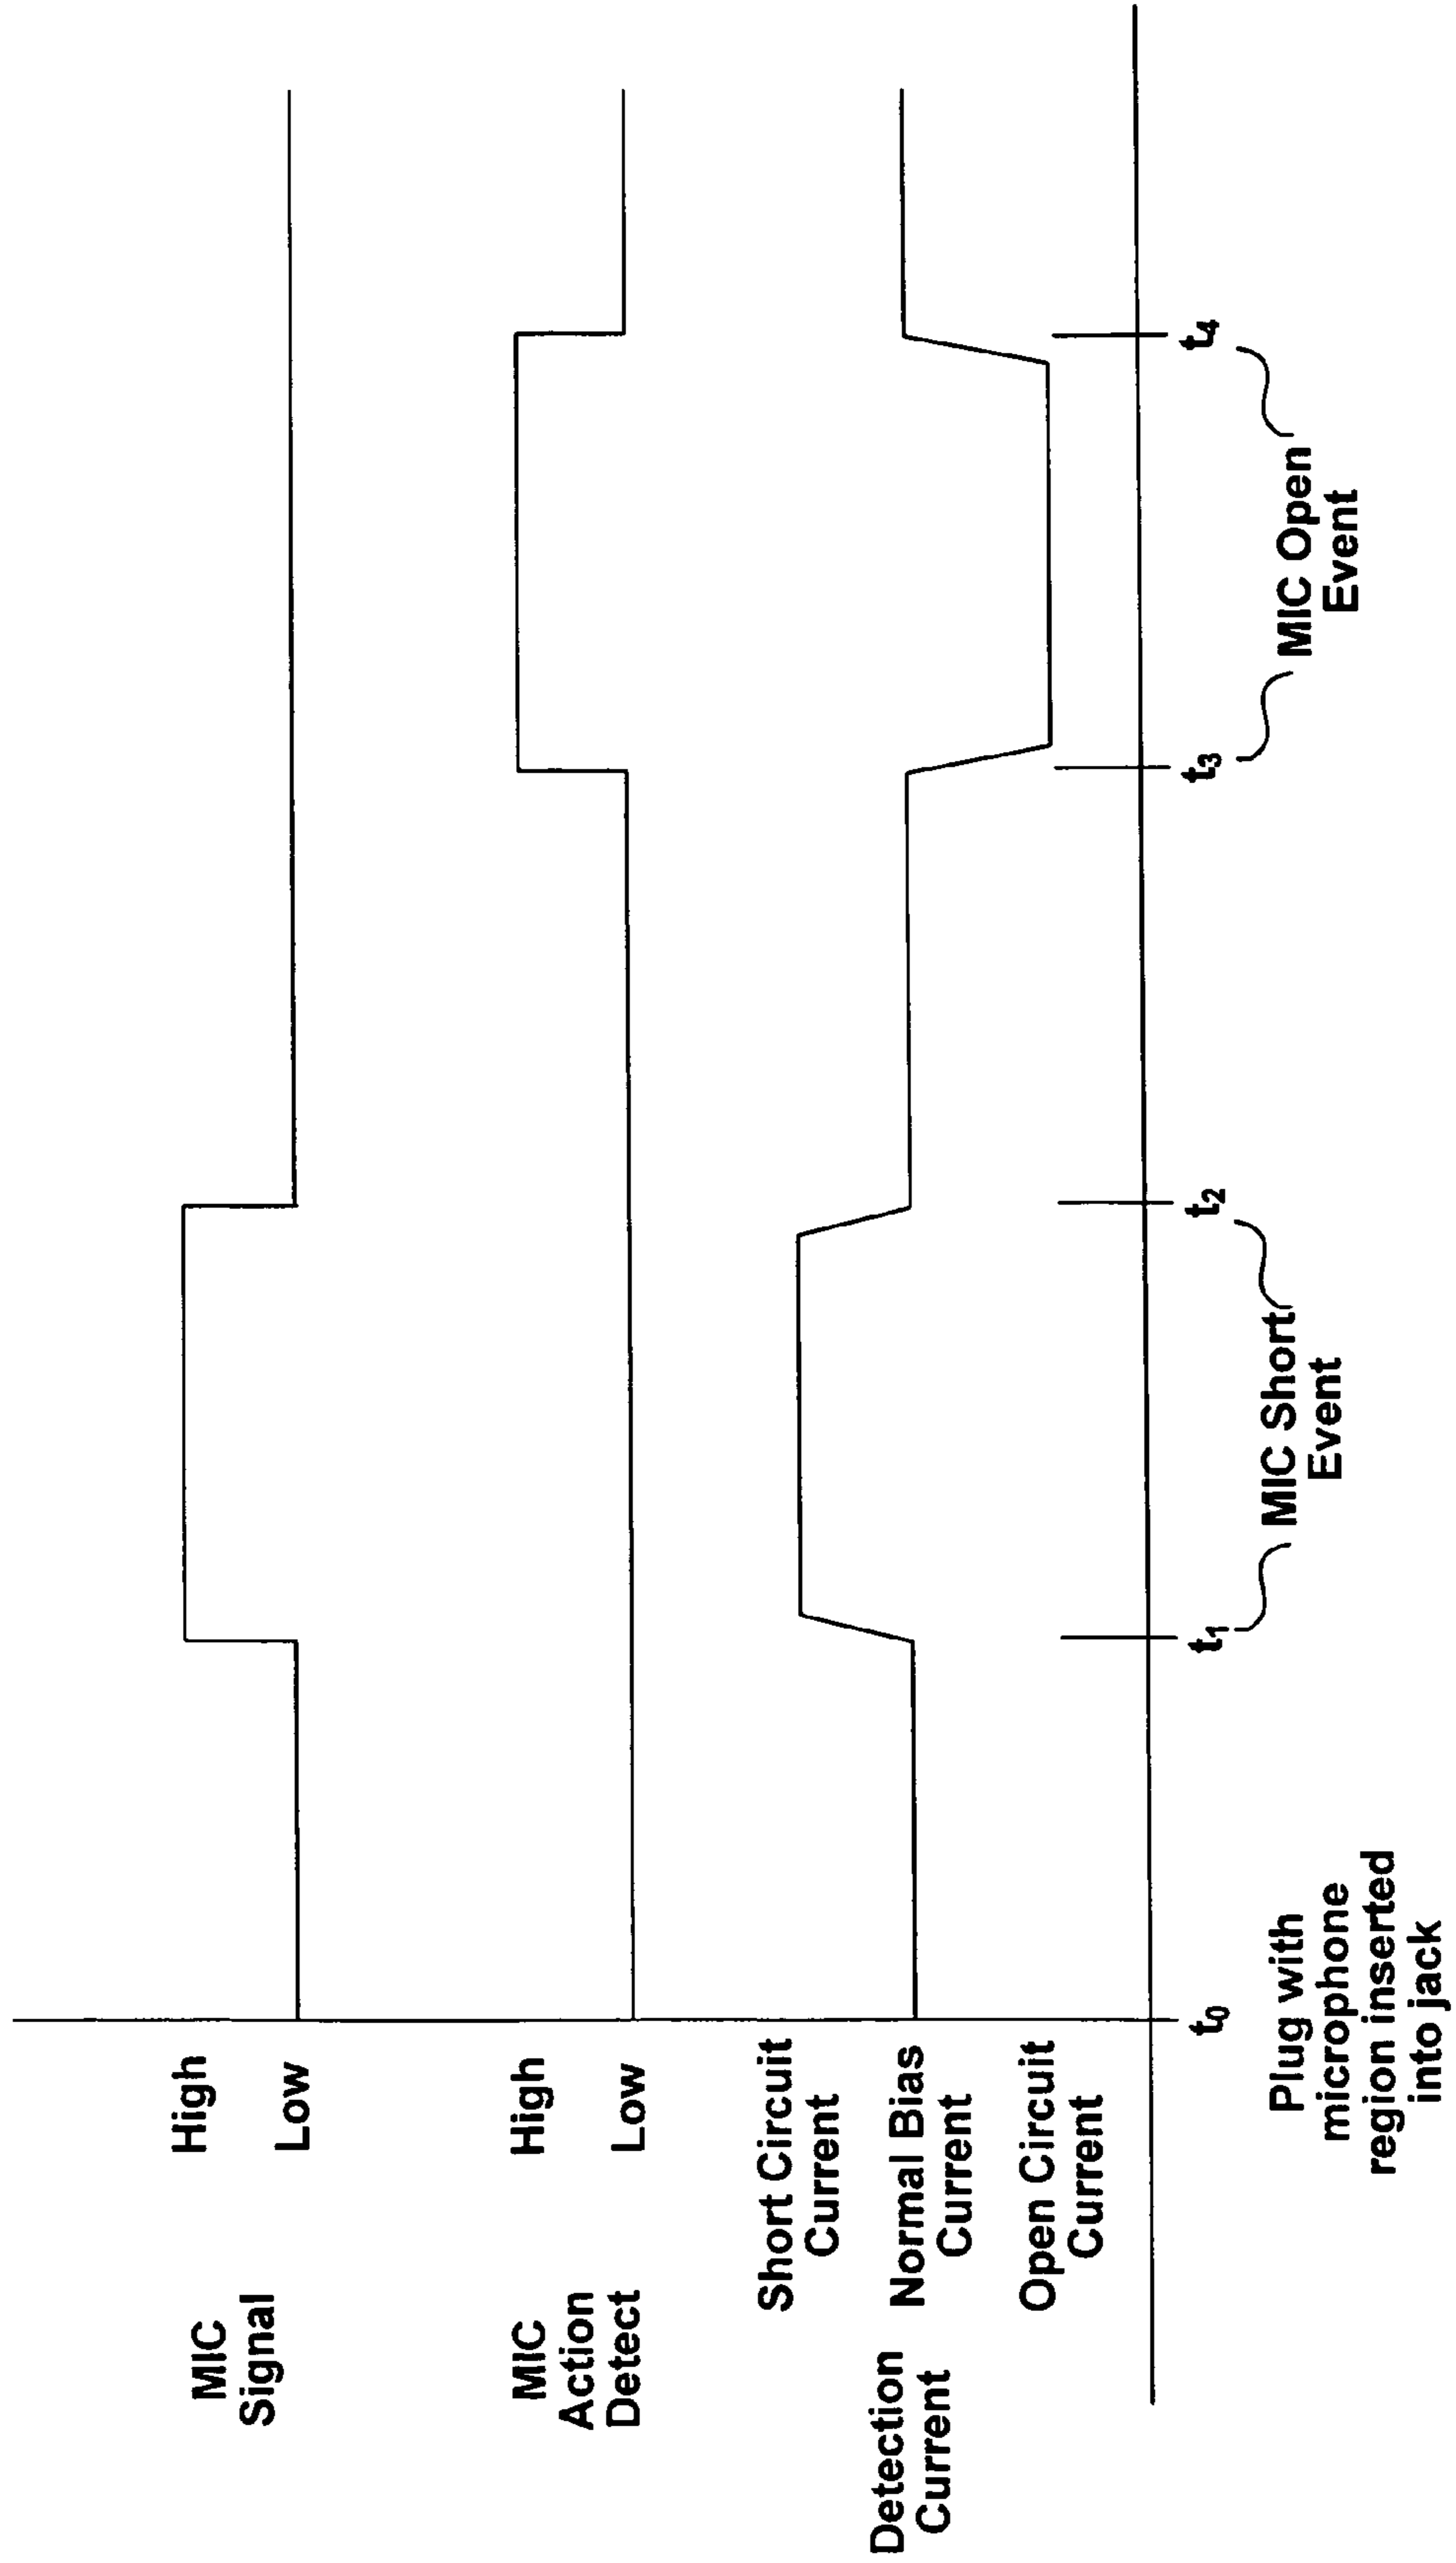 MIC
Signal
High
Low
MIC
Action
Detect
High
Low
Detection
Current
Short Circuit
Current
Normal Bias
Current
Open Circuit
Current
t0
t1
t2
t3
t4
Plug with
microphone
region inserted
into jack
MIC Short
Event
MIC Open
Event